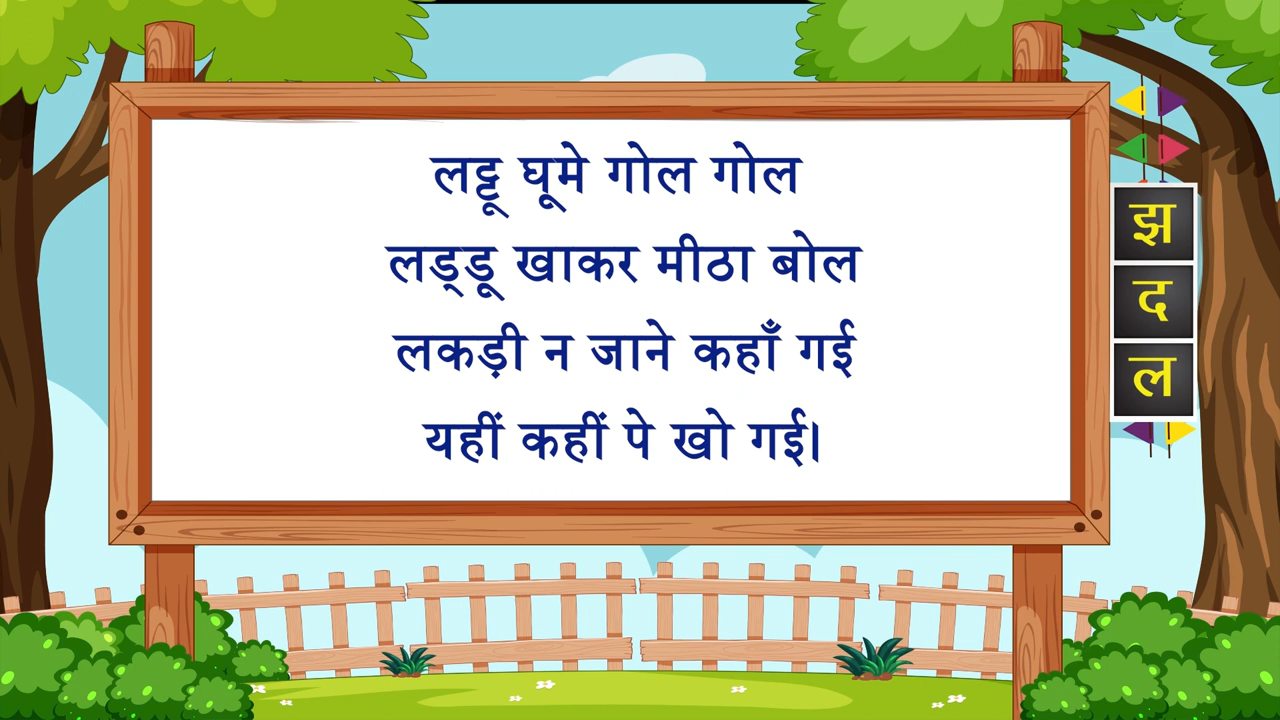 लट्टू घूमे गोल गोल
लड्डू खाकर मीठा बोल
लकड़ी न जाने कहाँ गई
यहीं कहीं पे खो गई।
झ
द
ल